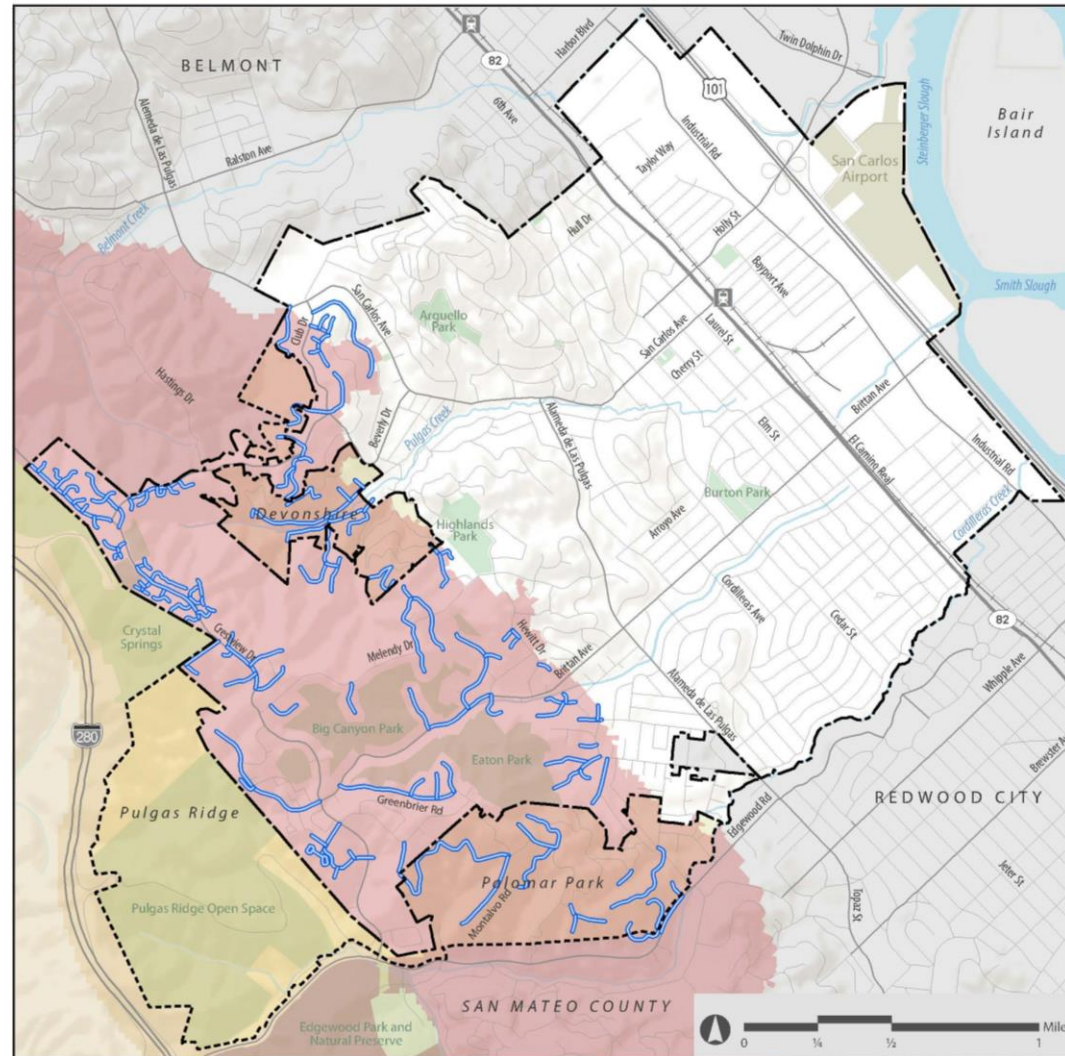 BELMONT
82
Harbor Blvd
Twin Dolphin Dr
6th Ave
101
Alameda de Las Pulgas
Ralston Ave
Industrial Rd
Steinberger Slough
Bair
Island
San Carlos
Airport
Taylor Way
Belmont Creek
Hull Dr
Holly St
Bayport Ave
Smith Slough
San Carlos Ave
Club Dr
Arguello
Park
San Carlos Ave
Laurel St
Cherry St
Hastings Dr
Brittan Ave
Beverly Dr
Pulgas Creek
Alameda de Las Pulgas
Elm St
El Camino Real
Industrial Rd
Burton Park
Devonshire
Highlands
Park
Arroyo Ave
Cordilleras Creek
Cordilleras Ave
Cedar St
82
Crystal
Springs
Crestview Dr
Melendy Dr
Hewitt Dr
Brittan Ave
Whipple Ave
Alameda de Las Pulgas
280
Big Canyon Park
Eaton Park
Greenbrier Rd
Pulgas Ridge
Edgewood Rd
REDWOOD CITY
Jeter St
Palomar Park
Montalvo Rd
Topaz St
Pulgas Ridge Open Space
SAN MATEO COUNTY
Edgewood Park and
Natural Preserve
Mile
0 ¼ ½ 1